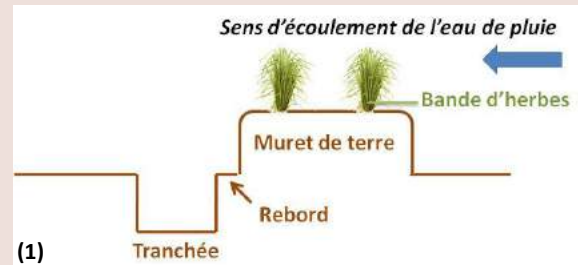 Sens d'écoulement de l'eau de pluie
Bande d'herbes
Muret de terre
Rebord
(1)
Tranchée